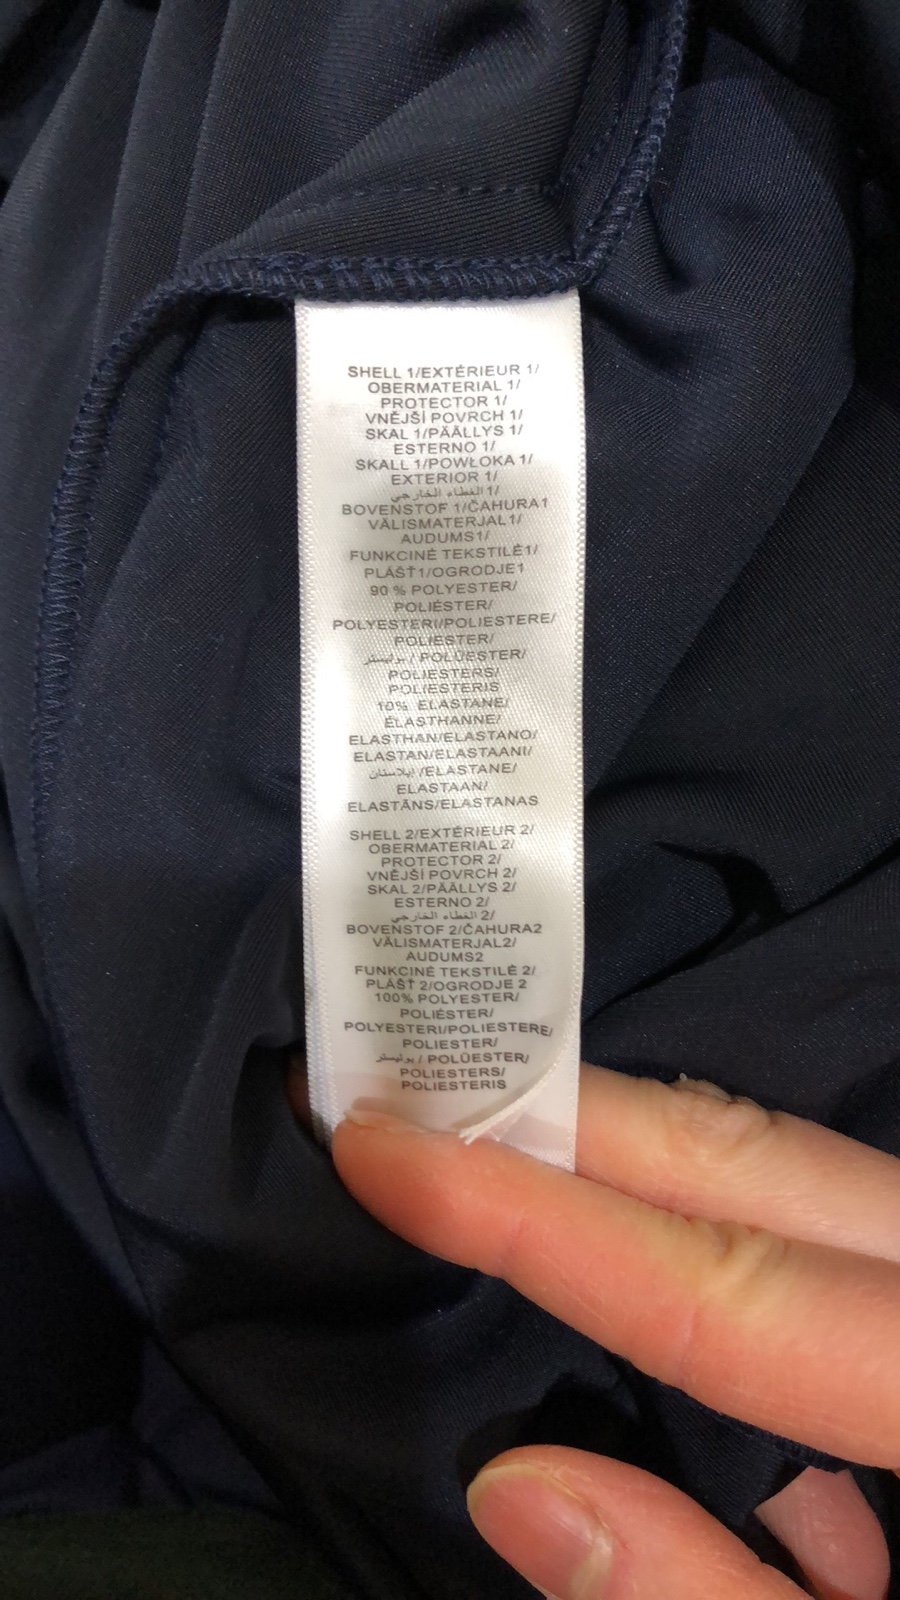 SHELL 1/EXTÉRIEUR 1/
OBERMATERIAL 1/
PROTECTOR 1/
VNĚJŠÍ POVRCH 1/
SKAL 1/PÄÄLLYS 1/
ESTERNO 1/
SKALL 1/POWŁOKA 1/
EXTERIOR 1/
الغطاء الخارجي 1/
BOVENSTOF 1/ČAHURA1
VÄLISMATERJAL1/
AUDUMS1/
FUNKCINĖ TEKSTILĖ1/
PLÁŠŤ1/OGRODJE1
90 % POLYESTER/
POLIÉSTER/
POLYESTERI/POLIESTERE/
POLIESTER/
بوليستر / POLÜESTER/
POLIESTERS/
POLIESTERIS
10% ELASTANE/
ÉLASTHANNE/
ELASTHAN/ELASTANO/
ELASTAN/ELASTAANI/
إيلاستان /ELASTANE/
ELASTAAN/
ELASTĀNS/ELASTANAS
SHELL 2/EXTÉRIEUR 2/
OBERMATERIAL 2/
PROTECTOR 2/
VNĚJŠÍ POVRCH 2/
SKAL 2/PÄÄLLYS 2/
ESTERNO 2/
الغطاء الخارجي 2/
BOVENSTOF 2/ČAHURA2
VÄLISMATERJAL2/
AUDUMS2
FUNKCINĖ TEKSTILĖ 2/
PLÁŠŤ 2/OGRODJE 2
100% POLYESTER/
POLIÉSTER/
POLYESTERI/POLIESTERE/
POLIESTER/
بوليستر / POLÜESTER/
POLIESTERS/
POLIESTERIS